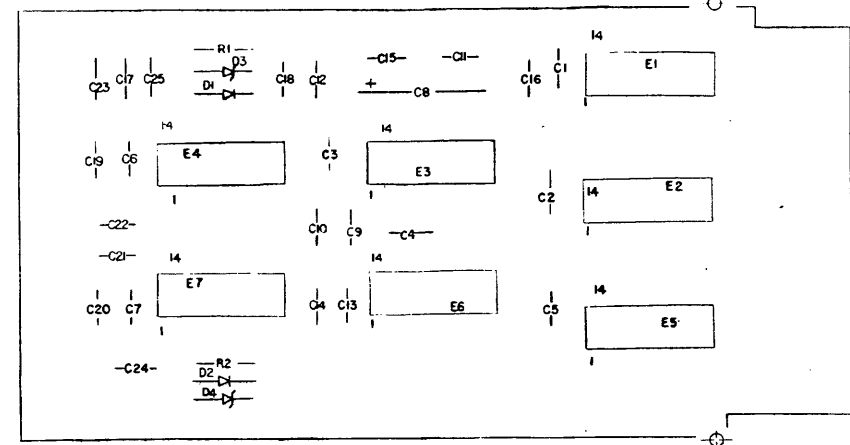 R1
D3
14
C15 C11
C23 C17 C25 D1 C18 C12 + C8 C16 C1 E1
1
14 14
C19 C6 E4 C3 E3 14 E2
1 1 C2
1
C22 C10 C9 C4
C21 14 14
E7 14
C20 C7 C14 C13 E6 C5 E5
1 1
1
C24 R2
D2
D4